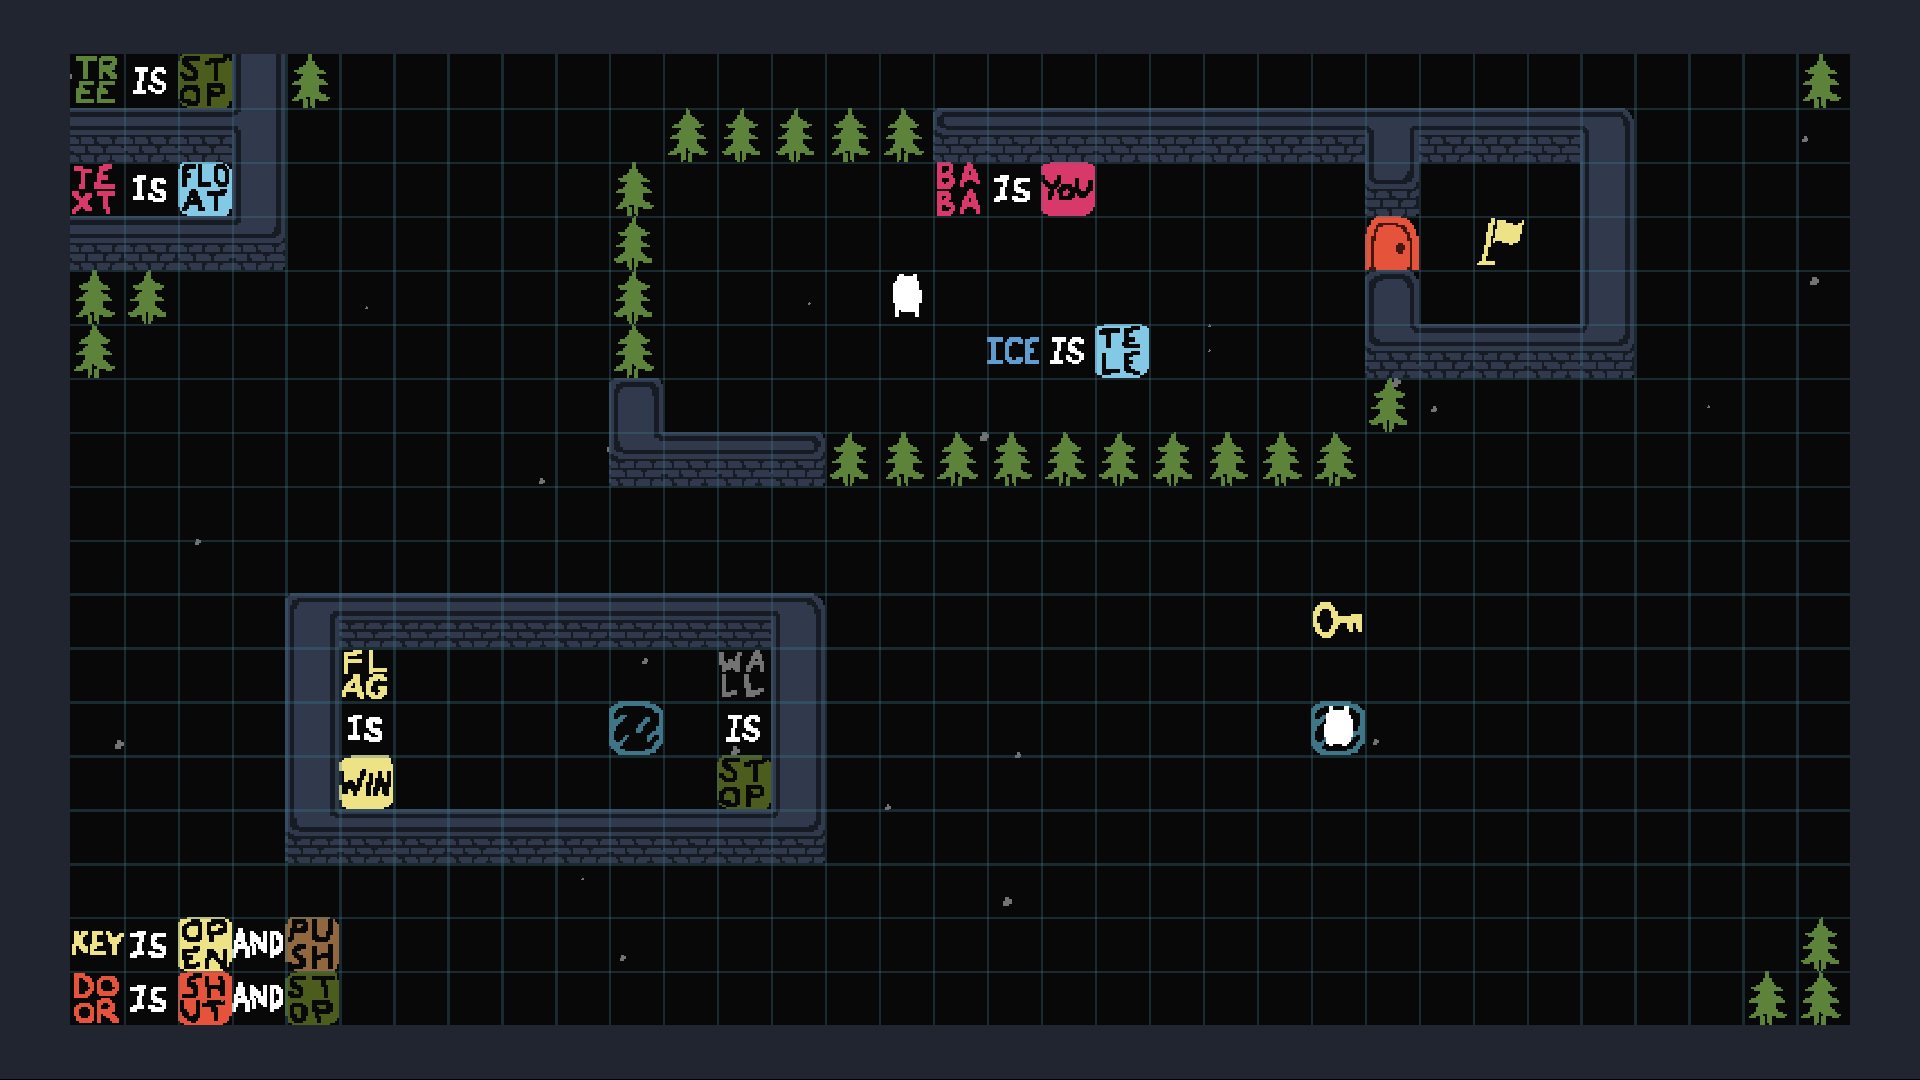 TREE IS STOP
TEXT IS FLOAT
BABA IS YOU
ICE IS TELE
FLAG IS WIN
WALL IS STOP
KEY IS OPEN AND PUSH
DOOR IS SHUT AND STOP